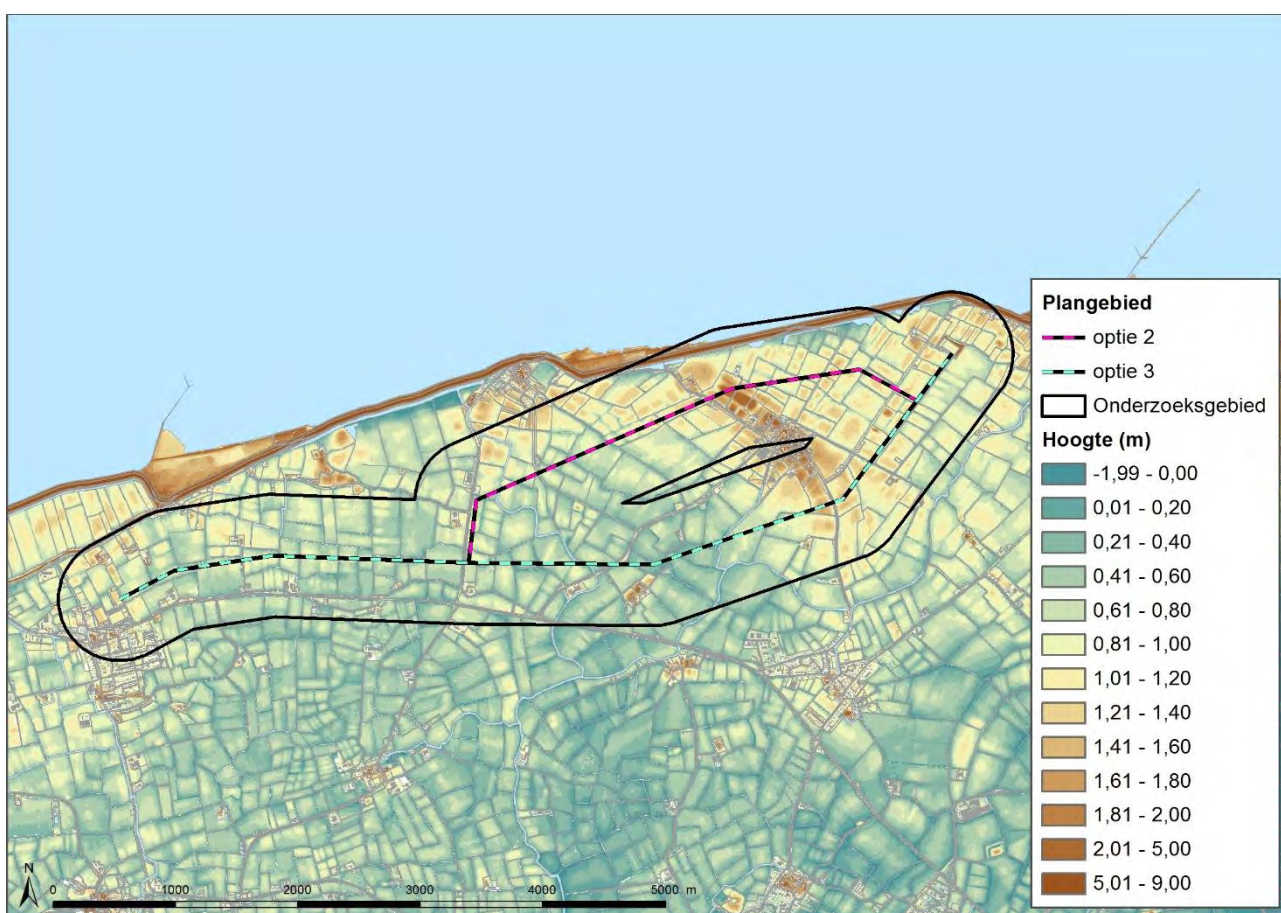 Plangebied
optie 2
optie 3
Onderzoeksgebied
Hoogte (m)
-1,99 - 0,00
0,01 - 0,20
0,21 - 0,40
0,41 - 0,60
0,61 - 0,80
0,81 - 1,00
1,01 - 1,20
1,21 - 1,40
1,41 - 1,60
1,61 - 1,80
1,81 - 2,00
2,01 - 5,00
5,01 - 9,00
N
0 1000 2000 3000 4000 5000 m